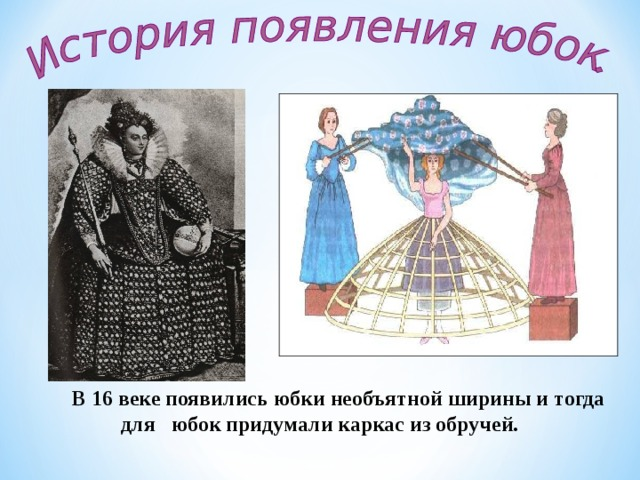 История появления юбок.
В 16 веке появились юбки необъятной ширины и тогда
для юбок придумали каркас из обручей.